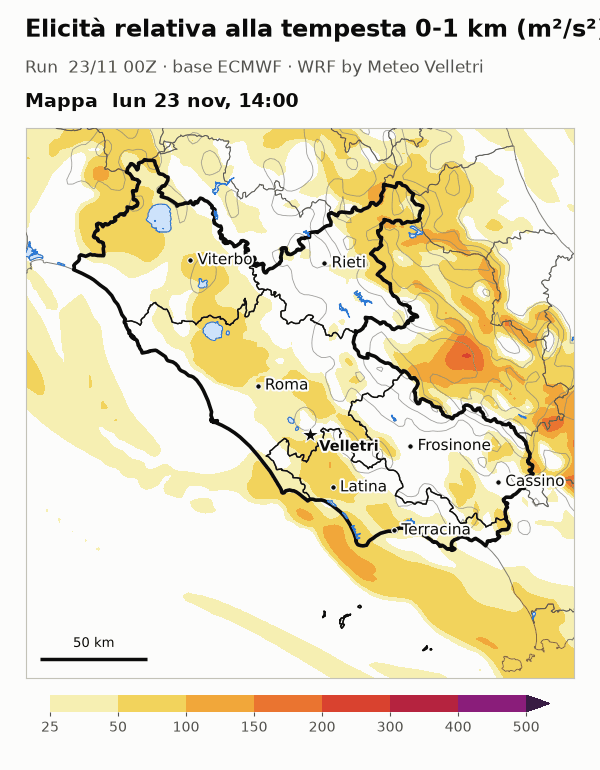 Elicità relativa alla tempesta 0-1 km (m²/s²)
Run 23/11 00Z · base ECMWF · WRF by Meteo Velletri
Mappa lun 23 nov, 14:00
Viterbo
Rieti
Roma
Velletri
Frosinone
Cassino
Latina
Terracina
50 km
25 50 100 150 200 300 400 500